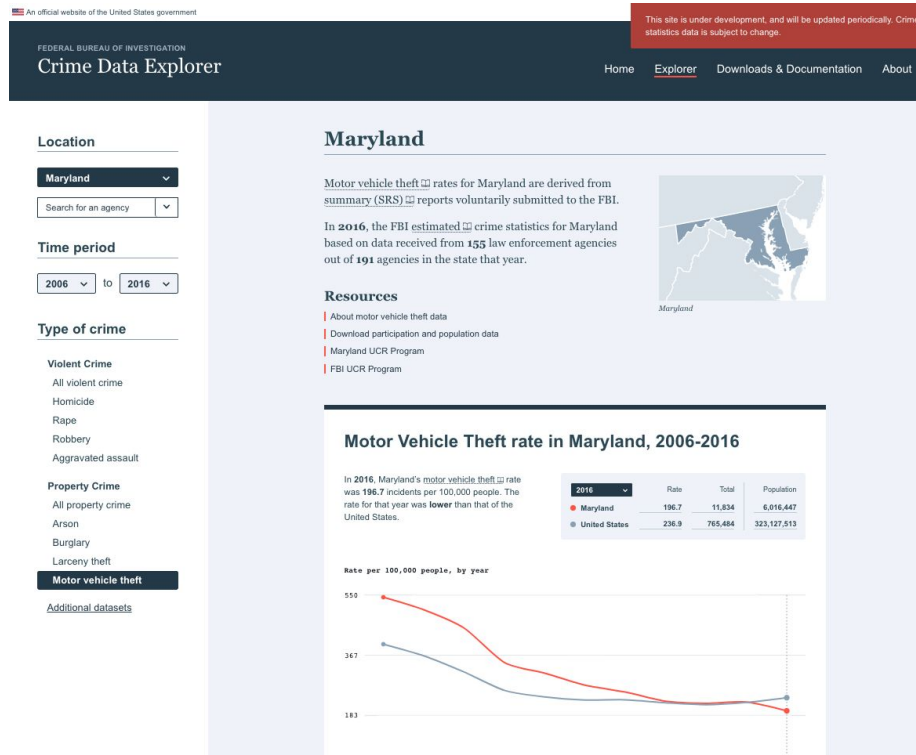 An official website of the United States government
This site is under development, and will be updated periodically. Crime
statistics data is subject to change.
FEDERAL BUREAU OF INVESTIGATION
Crime Data Explorer
Home Explorer Downloads & Documentation About
Location
Maryland
Search for an agency
Time period
2006 to 2016
Type of crime
Violent Crime
All violent crime
Homicide
Rape
Robbery
Aggravated assault
Property Crime
All property crime
Arson
Burglary
Larceny theft
Motor vehicle theft
Additional datasets
Maryland
Motor vehicle theft rates for Maryland are derived from
summary (SRS) reports voluntarily submitted to the FBI.
In 2016, the FBI estimated crime statistics for Maryland
based on data received from 155 law enforcement agencies
out of 191 agencies in the state that year.
Maryland
Resources
About motor vehicle theft data
Download participation and population data
Maryland UCR Program
FBI UCR Program
Motor Vehicle Theft rate in Maryland, 2006-2016
In 2016, Maryland's motor vehicle theft rate
was 196.7 incidents per 100,000 people. The
rate for that year was lower than that of the
United States.
2016 Rate Total Population
Maryland 196.7 11,834 6,016,447
United States 236.9 765,484 323,127,513
Rate per 100,000 people, by year
550
367
183